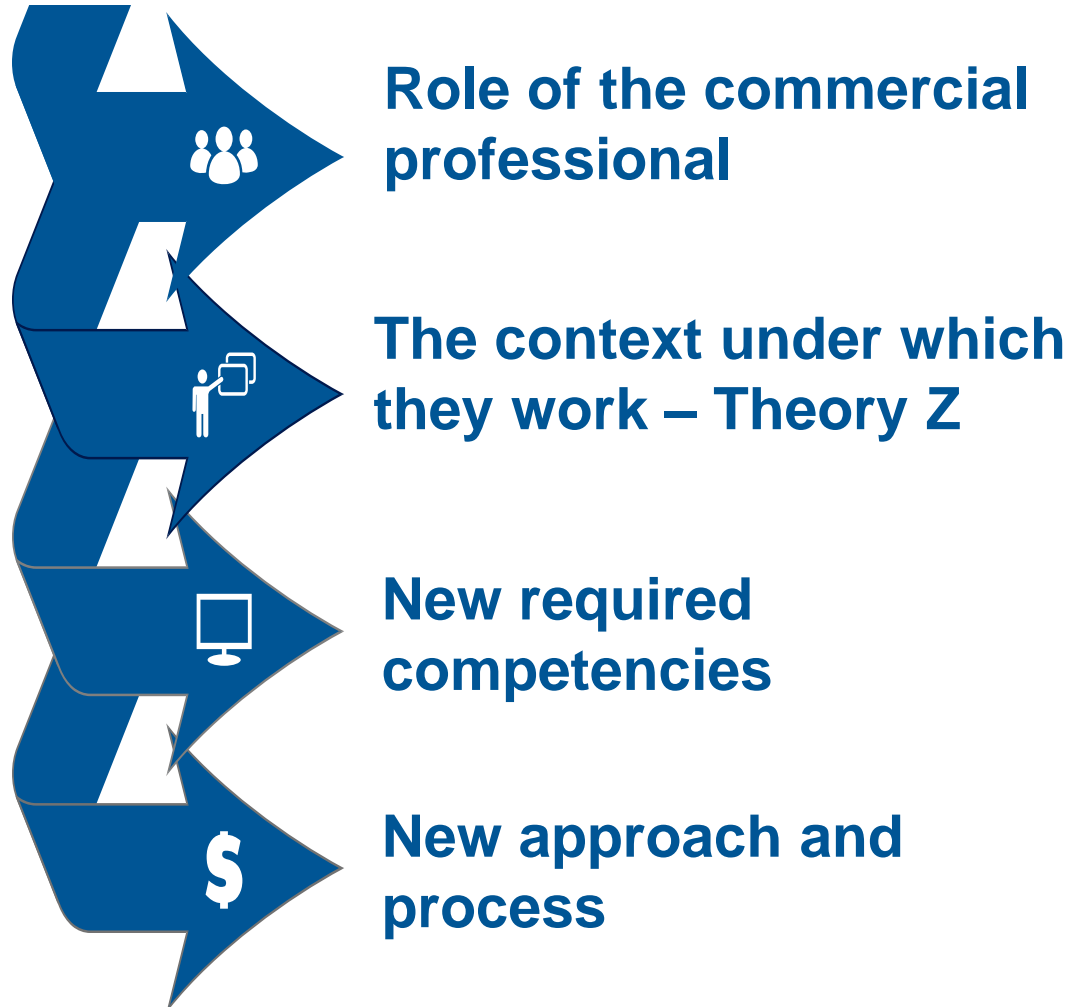 Role of the commercial
professional
The context under which
they work – Theory Z
New required
competencies
$
New approach and
process